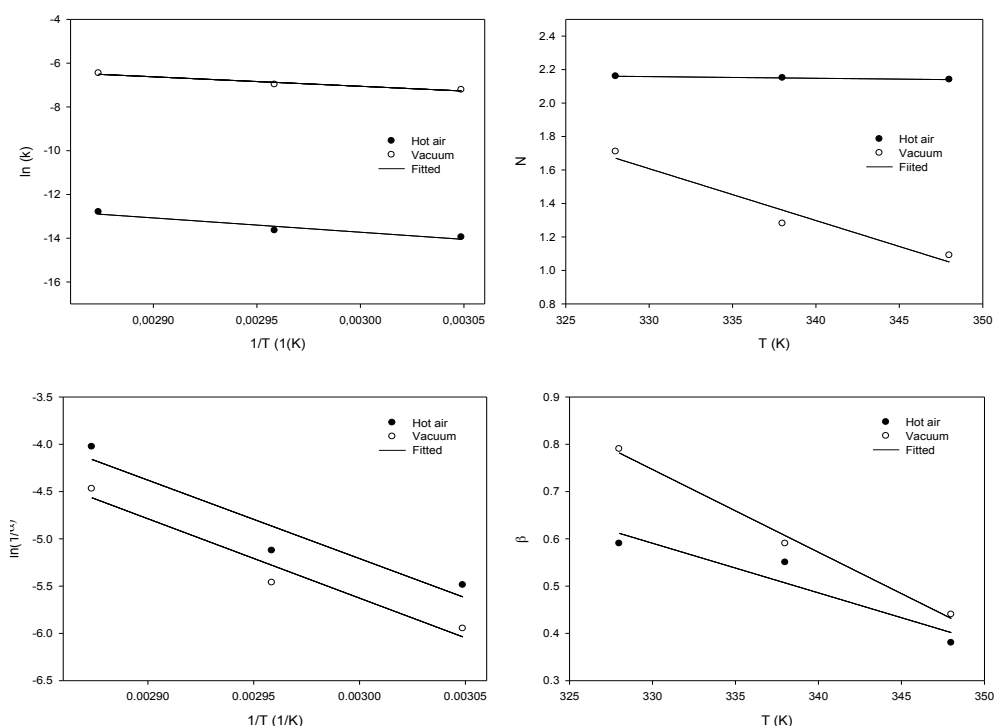 -4
-6
-8
-10
-12
-14
-16
ln (k)
Hot air
Vacuum
Fitted
0,00290
0,00295
0,00300
0,00305
1/T (1(K)
2.4
2.2
2.0
1.8
1.6
1.4
1.2
1.0
0.8
N
Hot air
Vacuum
Fiited
325
330
335
340
345
350
T (K)
-3.5
-4.0
-4.5
-5.0
-5.5
-6.0
-6.5
Hot air
Vacuum
Fitted
0.00290
0.00295
0.00300
0.00305
1/T (1/K)
0.9
0.8
0.7
0.6
0.5
0.4
0.3
β
Hot air
Vacuum
Fitted
325
330
335
340
345
350
T (K)